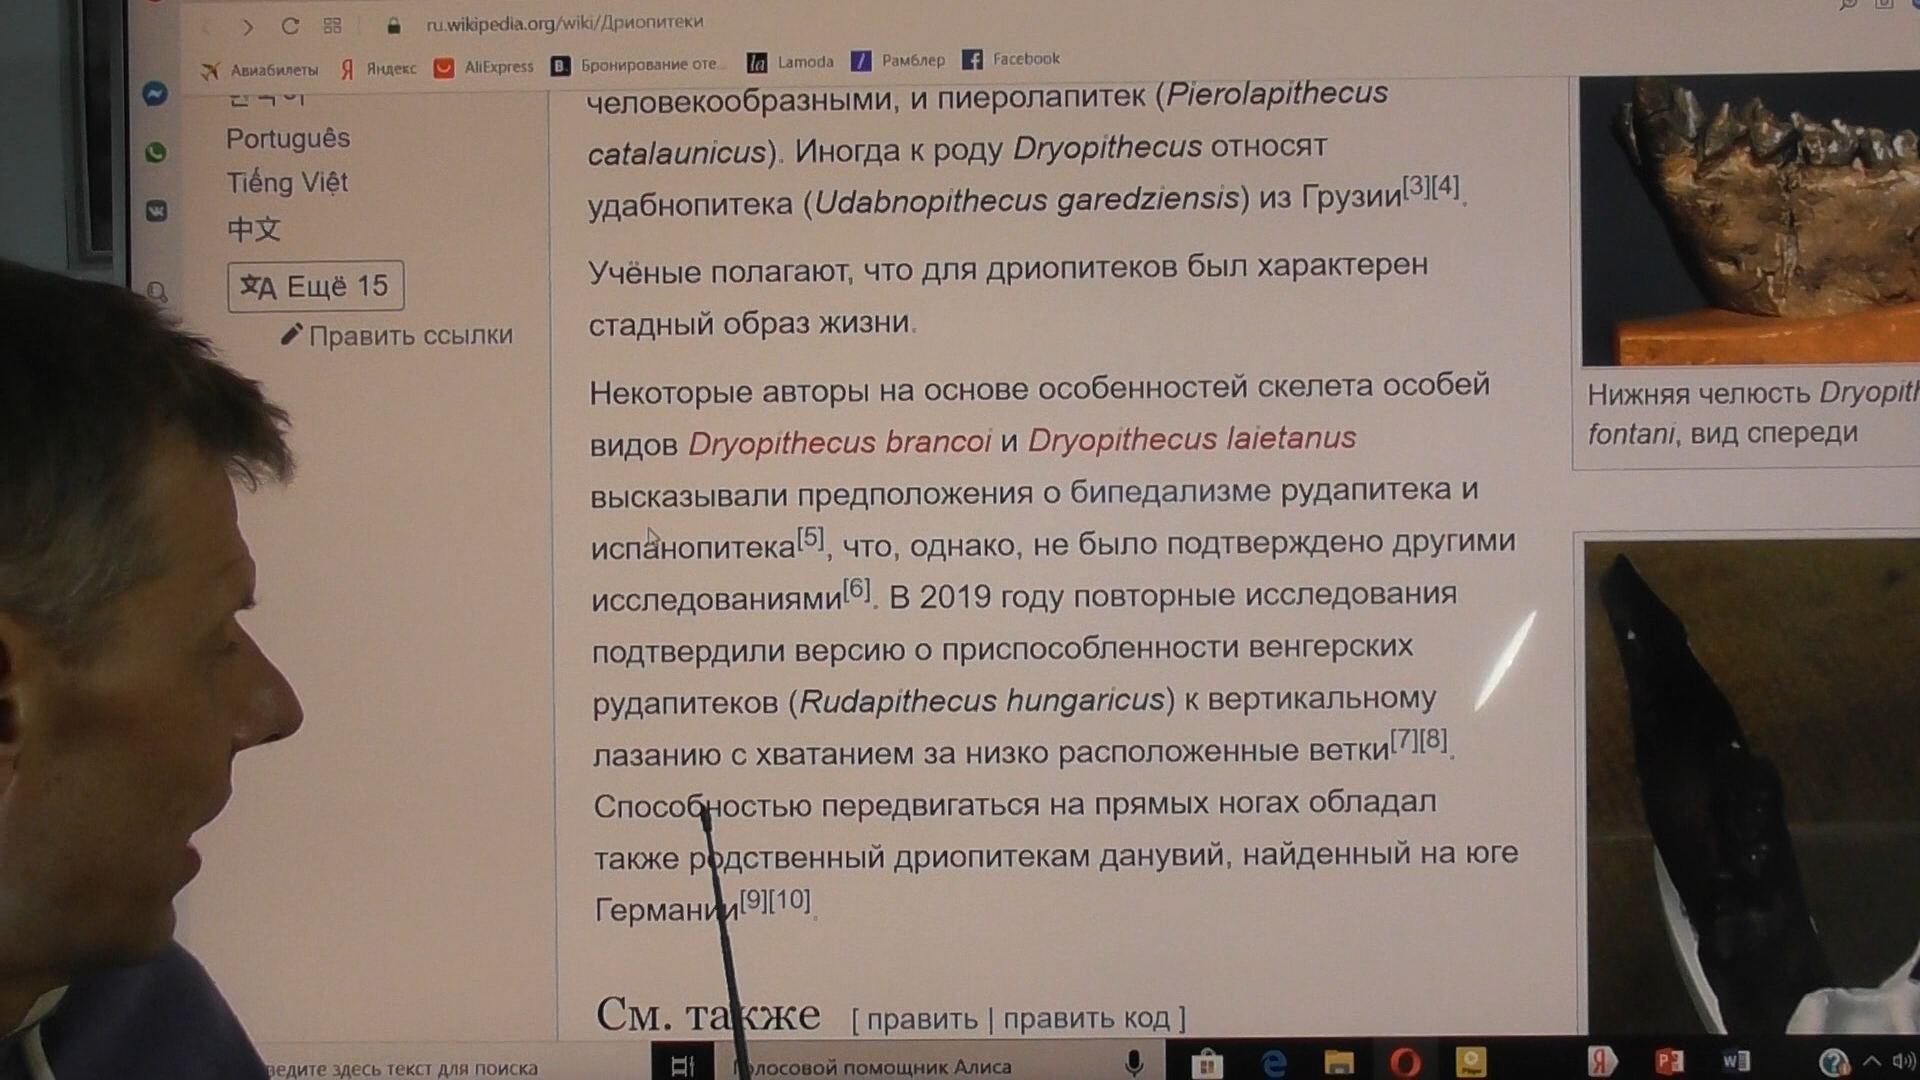 ru.wikipedia.org/wiki//Дриопитеки
Авиабилеты Я Яндекс AliExpress B. Бронирование оте... la Lamoda / Рамблер f Facebook
Português
Tiếng Việt
中文
Ещё 15
Править ссылки
человекообразными, и пиеролапитек (Pierolapithecus
catalaunicus). Иногда к роду Dryopithecus относят
удабнопитека (Udabnopithecus garedziensis) из Грузии[3][4].
Учёные полагают, что для дриопитеков был характерен
стадный образ жизни.
Некоторые авторы на основе особенностей скелета особей
видов Dryopithecus brancoi и Dryopithecus laietanus
высказывали предположения о бипедализме рудапитека и
испанопитека[5], что, однако, не было подтверждено другими
исследованиями[6]. В 2019 году повторные исследования
подтвердили версию о приспособленности венгерских
рудапитеков (Rudapithecus hungaricus) к вертикальному
лазанию с хватанием за низко расположенные ветки[7][8].
Способностью передвигаться на прямых ногах обладал
также родственный дриопитекам данувий, найденный на юге
Германии[9][10].
См. также [ править | править код ]
Нижняя челюсть Dryopith
fontani, вид спереди
ведите здесь текст для поиска
олосовой помощник Алиса